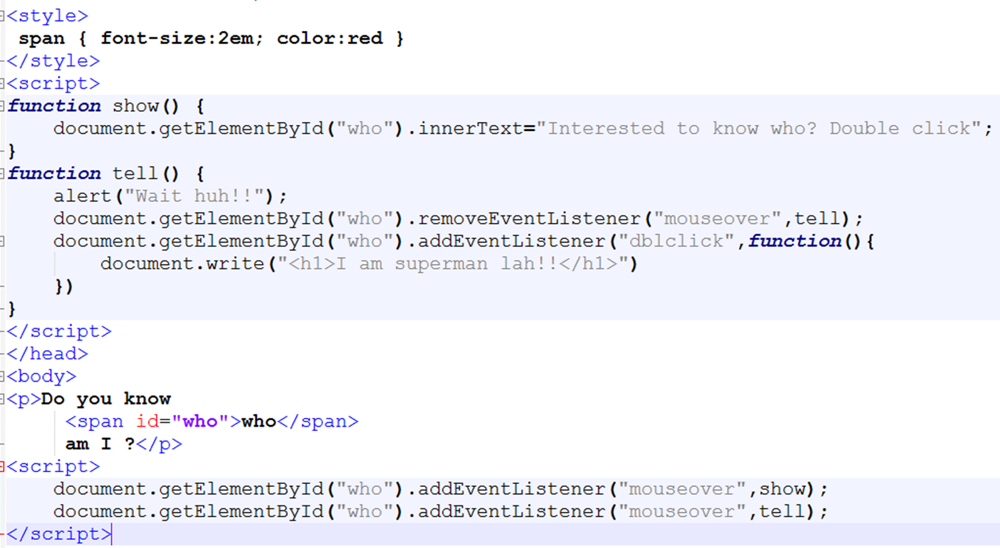 <style>
 span { font-size:2em; color:red }
</style>
<script>
function show() {
    document.getElementById("who").innerText="Interested to know who? Double click";
}
function tell() {
    alert("Wait huh!!");
    document.getElementById("who").removeEventListener("mouseover",tell);
    document.getElementById("who").addEventListener("dblclick",function(){
        document.write("<h1>I am superman lah!!</h1>")
    })
}
</script>
</head>
<body>
<p>Do you know
     <span id="who">who</span>
     am I ?</p>
<script>
    document.getElementById("who").addEventListener("mouseover",show);
    document.getElementById("who").addEventListener("mouseover",tell);
</script>